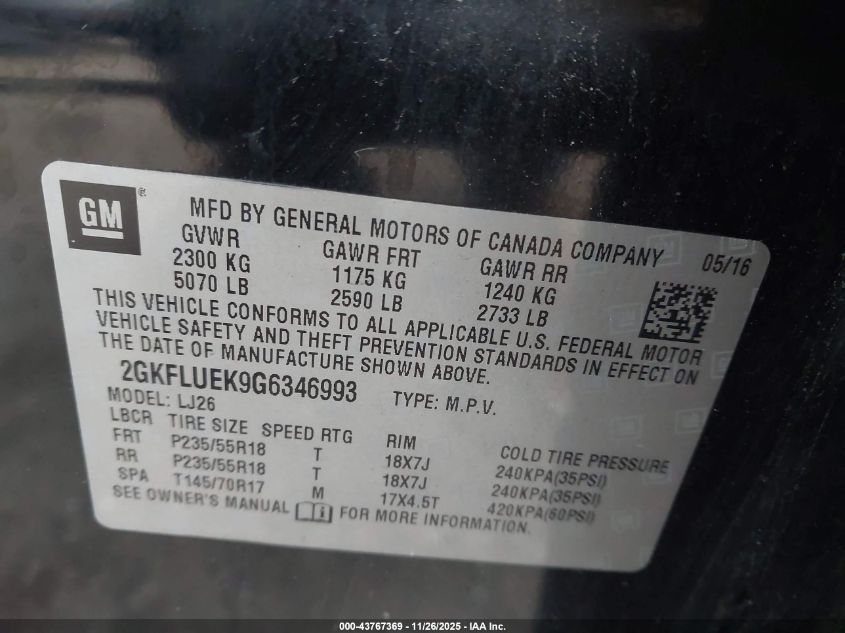 GM ®
MFD BY GENERAL MOTORS OF CANADA COMPANY 05/16
GVWR GAWR FRT GAWR RR
2300 KG 1175 KG 1240 KG
5070 LB 2590 LB 2733 LB
THIS VEHICLE CONFORMS TO ALL APPLICABLE U.S. FEDERAL MOTOR
VEHICLE SAFETY AND THEFT PREVENTION STANDARDS IN EFFECT ON
THE DATE OF MANUFACTURE SHOWN ABOVE.
2GKFLUEK9G6346993 TYPE: M.P.V.
MODEL: LJ26
LBCR TIRE SIZE SPEED RTG RIM COLD TIRE PRESSURE
FRT P235/55R18 T 18X7J 240KPA(35PSI)
RR P235/55R18 T 18X7J 240KPA(35PSI)
SPA T145/70R17 M 17X4.5T 420KPA(60PSI)
SEE OWNER'S MANUAL FOR MORE INFORMATION.
000-43767369 - 11/26/2025 - IAA Inc.